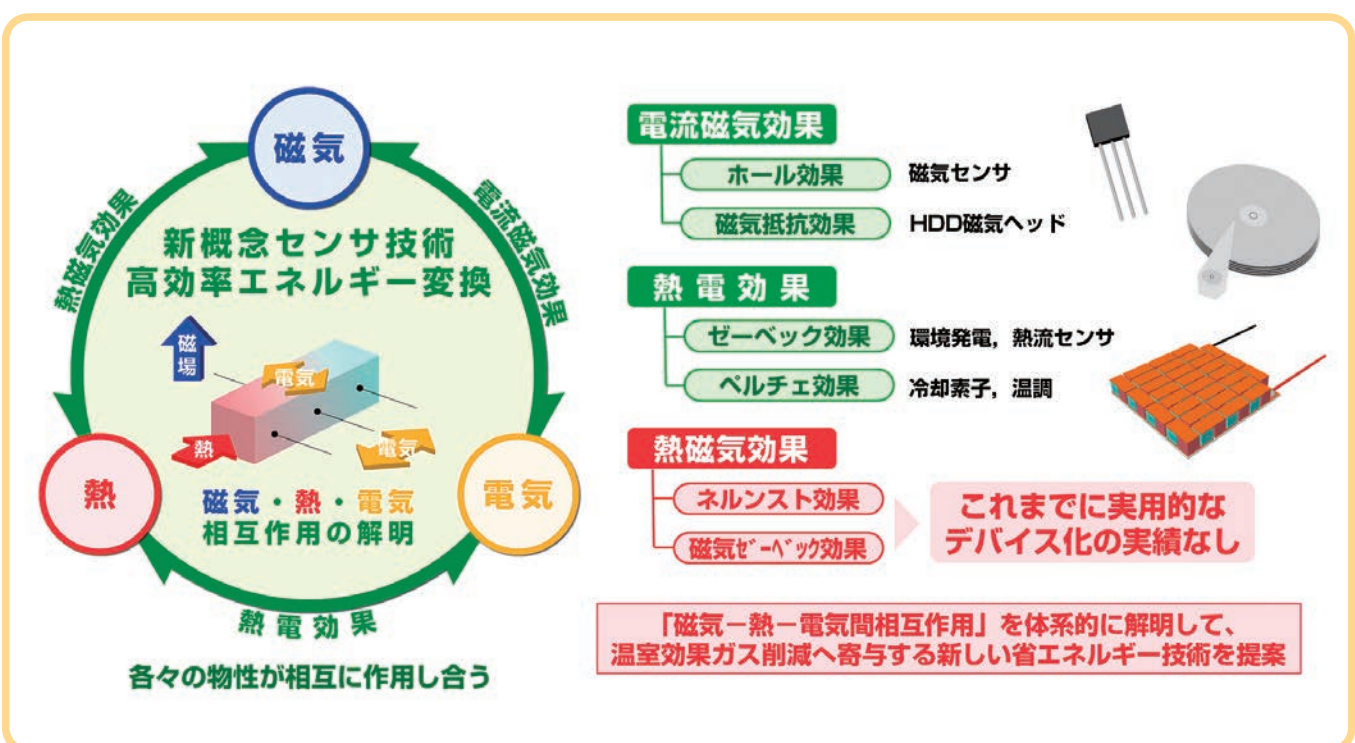 磁気
熱磁気効果
電流磁気効果
新概念センサ技術
高効率エネルギー変換
磁場
電気
熱
電気
熱
電気
磁気・熱・電気
相互作用の解明
熱電効果
各々の物性が相互に作用し合う
電流磁気効果
ホール効果 磁気センサ
磁気抵抗効果 HDD磁気ヘッド
熱電効果
ゼーベック効果 環境発電，熱流センサ
ペルチェ効果 冷却素子，温調
熱磁気効果
ネルンスト効果
磁気ｾﾞｰﾍﾞｯｸ効果
これまでに実用的な
デバイス化の実績なし
「磁気－熱－電気間相互作用」を体系的に解明して、
温室効果ガス削減へ寄与する新しい省エネルギー技術を提案